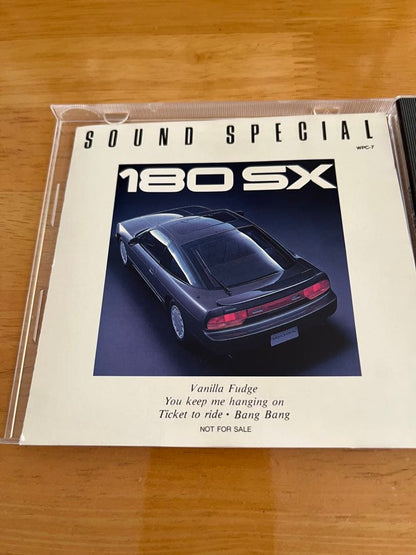 SOUND SPECIAL
WPC-7
180SX
Vanilla Fudge
You keep me hanging on
Ticket to ride • Bang Bang
NOT FOR SALE